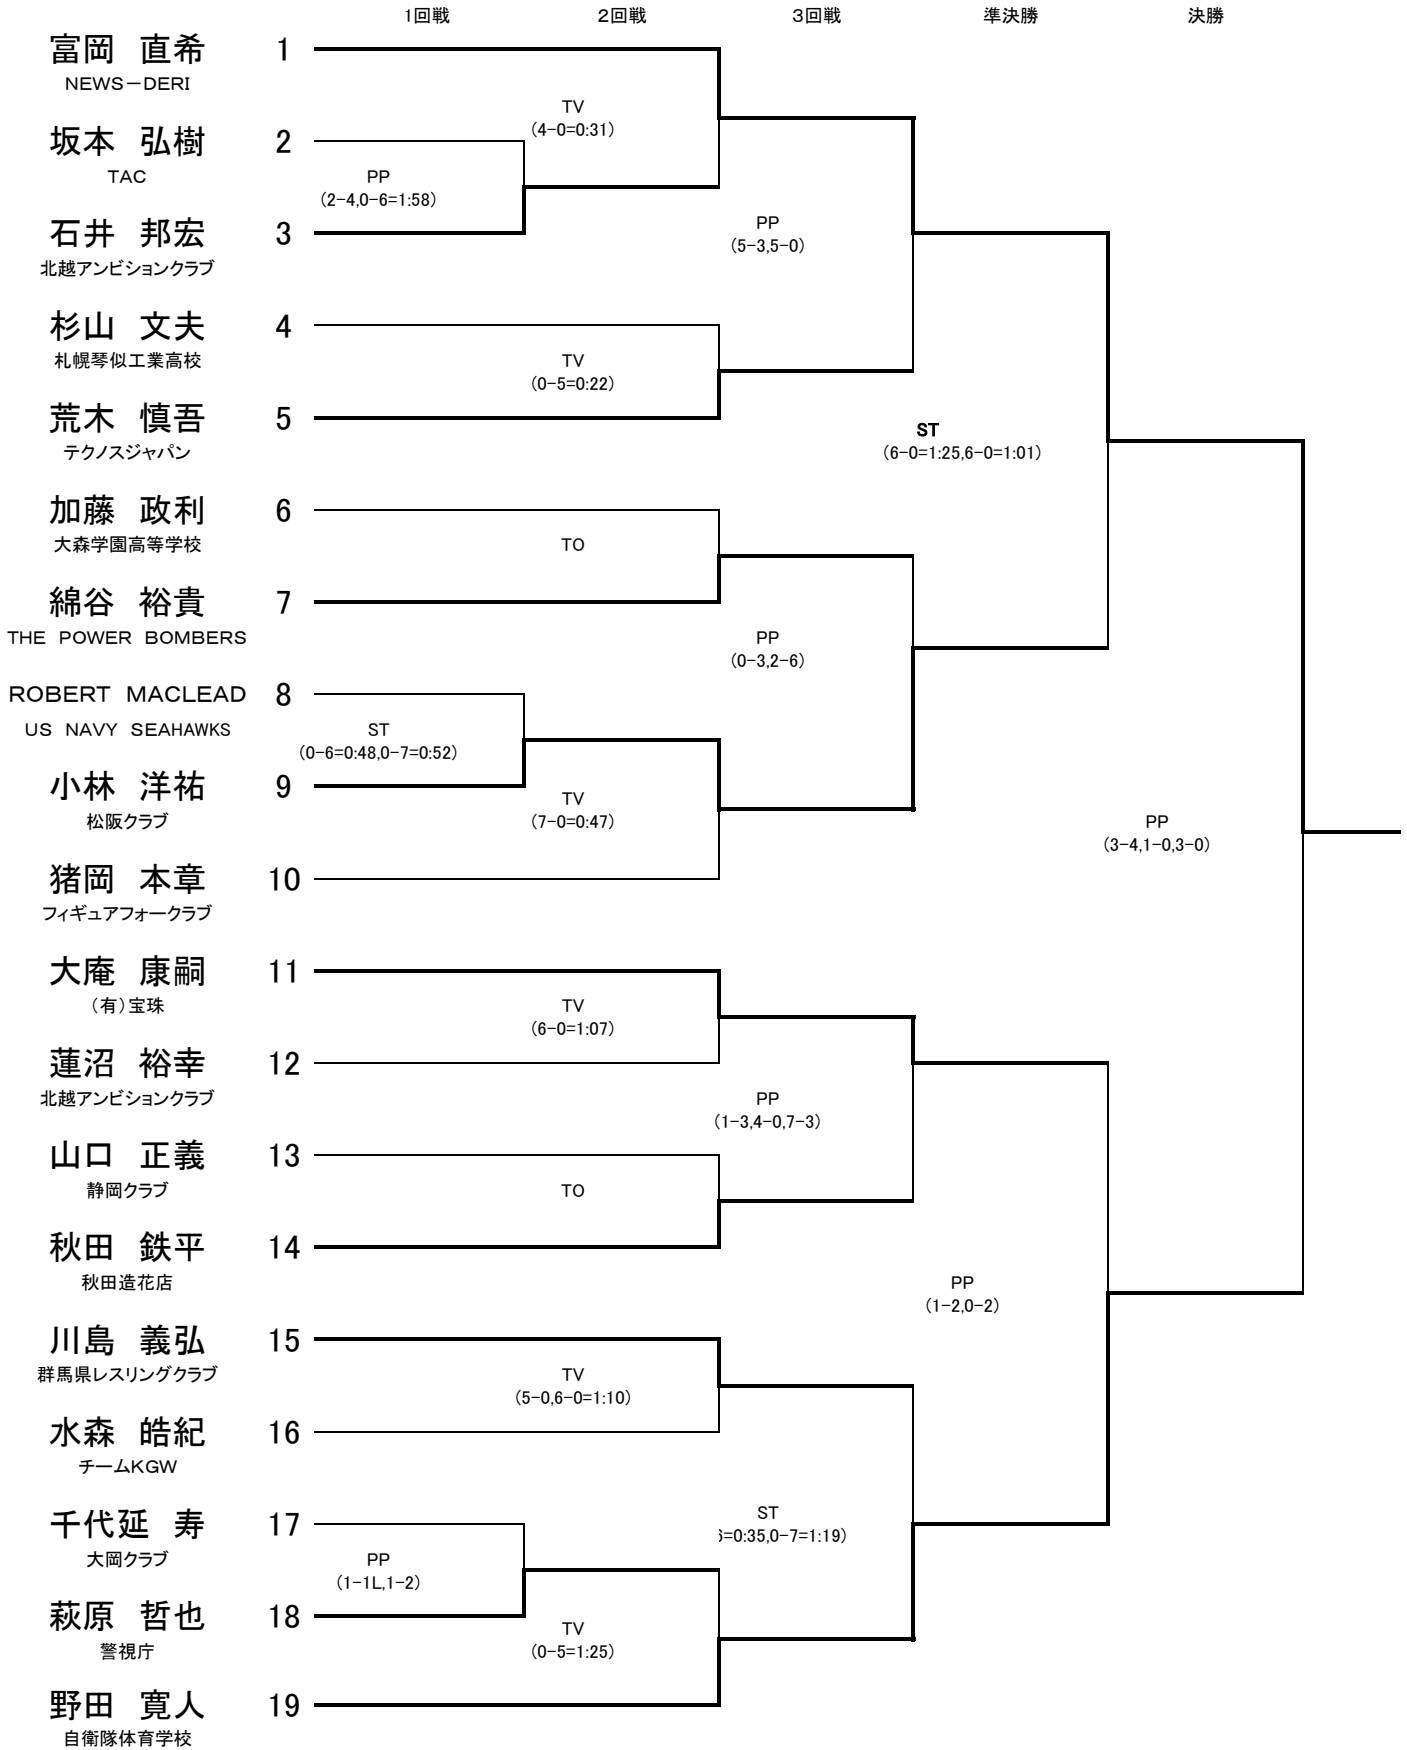 1回戦 2回戦 3回戦 準決勝 決勝
富岡 直希 1
NEWS－DERI
TV
(4-0=0:31)
坂本 弘樹 2
TAC
PP
(2-4,0-6=1:58)
石井 邦宏 3
北越アンビションクラブ
PP
(5-3,5-0)
杉山 文夫 4
札幌琴似工業高校
TV
(0-5=0:22)
荒木 慎吾 5
テクノスジャパン
ST
(6-0=1:25,6-0=1:01)
加藤 政利 6
大森学園高等学校
TO
綿谷 裕貴 7
THE POWER BOMBERS
PP
(0-3,2-6)
ROBERT MACLEAD 8
US NAVY SEAHAWKS
ST
(0-6=0:48,0-7=0:52)
小林 洋祐 9
松阪クラブ
TV
(7-0=0:47)
PP
(3-4,1-0,3-0)
猪岡 本章 10
フィギュアフォークラブ
大庵 康嗣 11
（有）宝珠
TV
(6-0=1:07)
蓮沼 裕幸 12
北越アンビションクラブ
PP
(1-3,4-0,7-3)
山口 正義 13
静岡クラブ
TO
秋田 鉄平 14
秋田造花店
PP
(1-2,0-2)
川島 義弘 15
群馬県レスリングクラブ
TV
(5-0,6-0=1:10)
水森 皓紀 16
チームKGW
ST
=0:35,0-7=1:19)
千代延 寿 17
大岡クラブ
PP
(1-1L,1-2)
萩原 哲也 18
警視庁
TV
(0-5=1:25)
野田 寛人 19
自衛隊体育学校